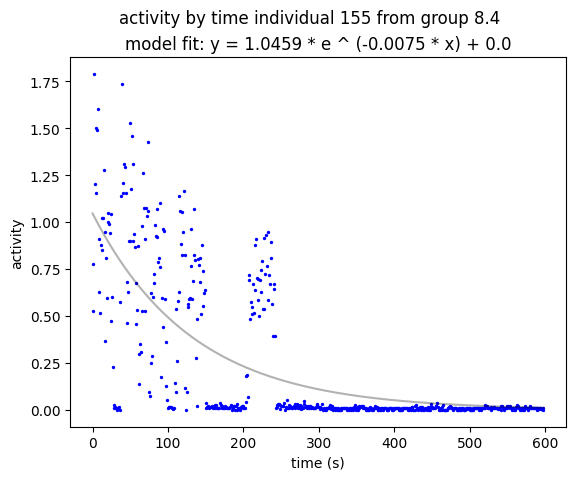 activity by time individual 155 from group 8.4
model fit: y = 1.0459 * e ^ (-0.0075 * x) + 0.0
1.75
1.50
1.25
1.00
0.75
0.50
0.25
0.00
activity
0 100 200 300 400 500 600
time (s)